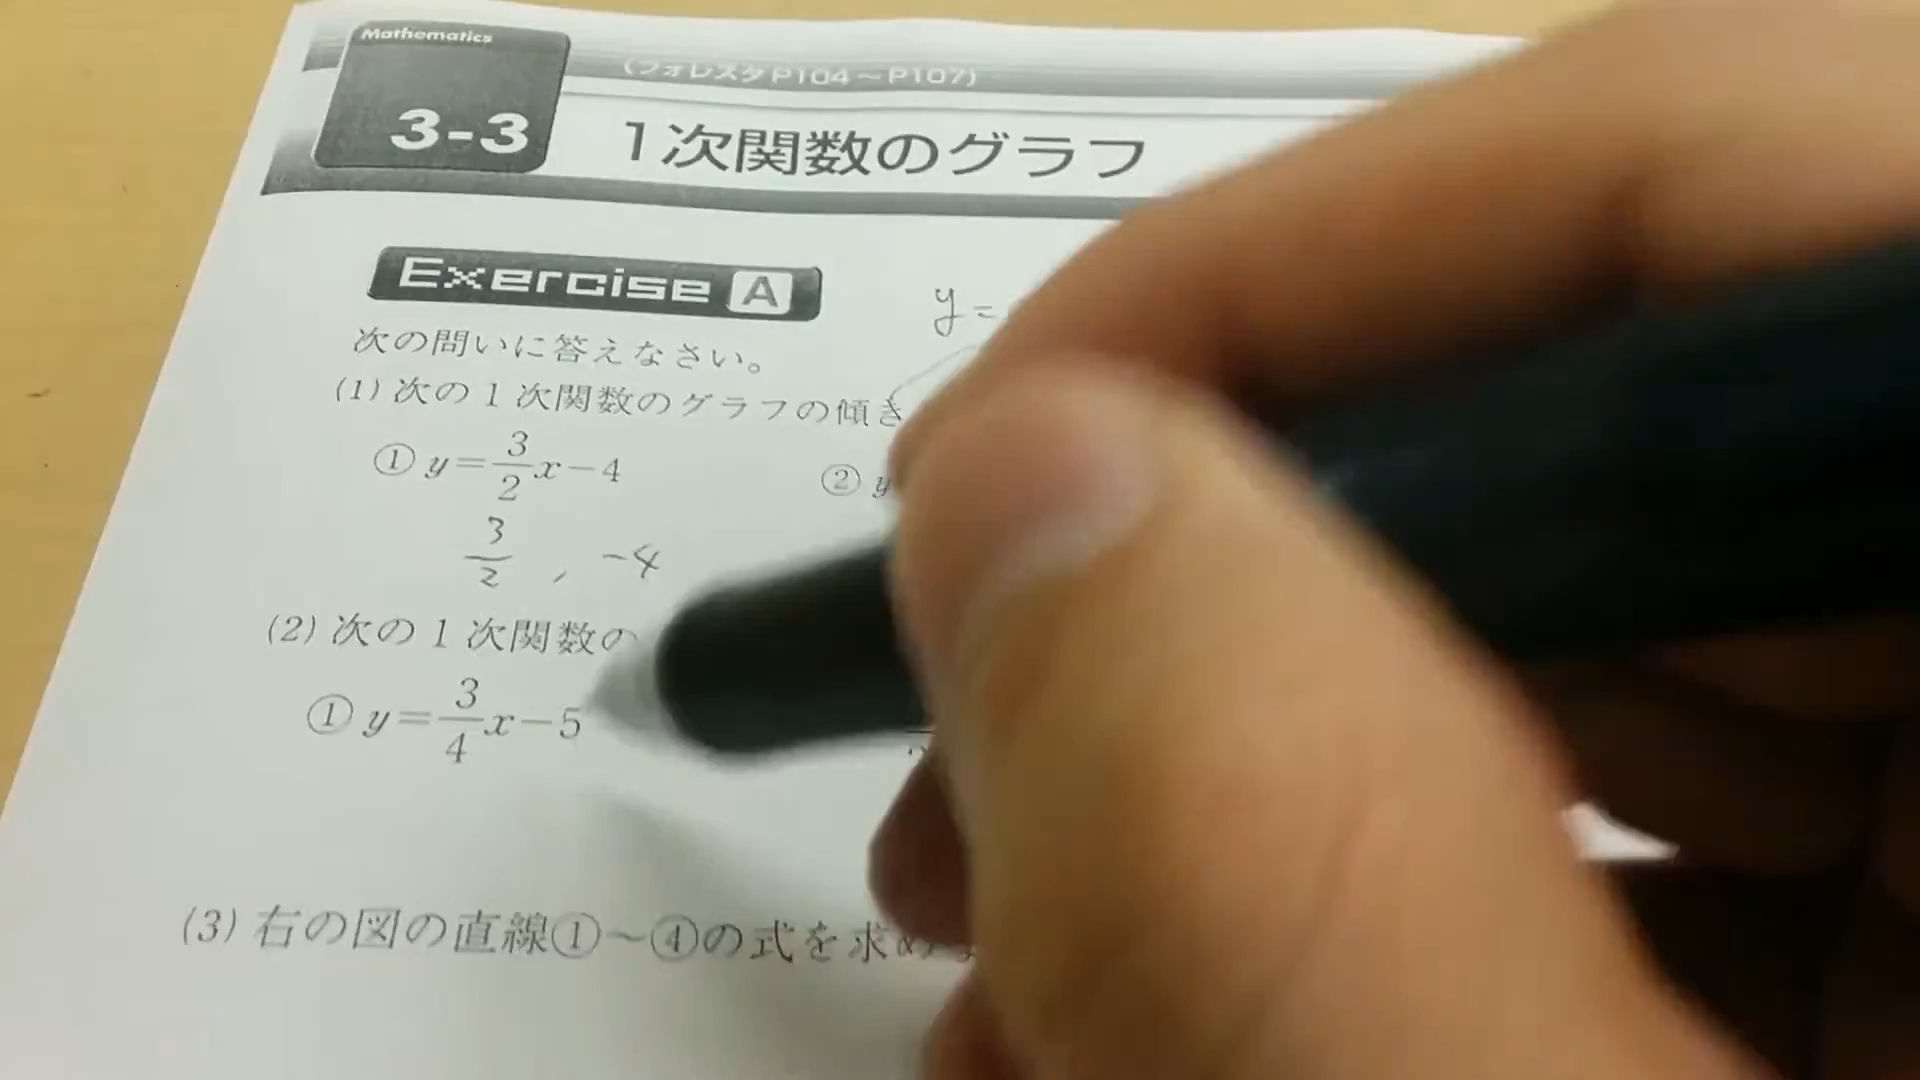 Mathematics
(フォレスタP104～P107)
3-3 1次関数のグラフ
Exercise A
y=
次の問いに答えなさい。
(1) 次の1次関数のグラフの傾き
① y=3/2x-4 ② y
3/2 , -4
(2) 次の1次関数の
① y=3/4x-5
(3) 右の図の直線①～④の式を求め